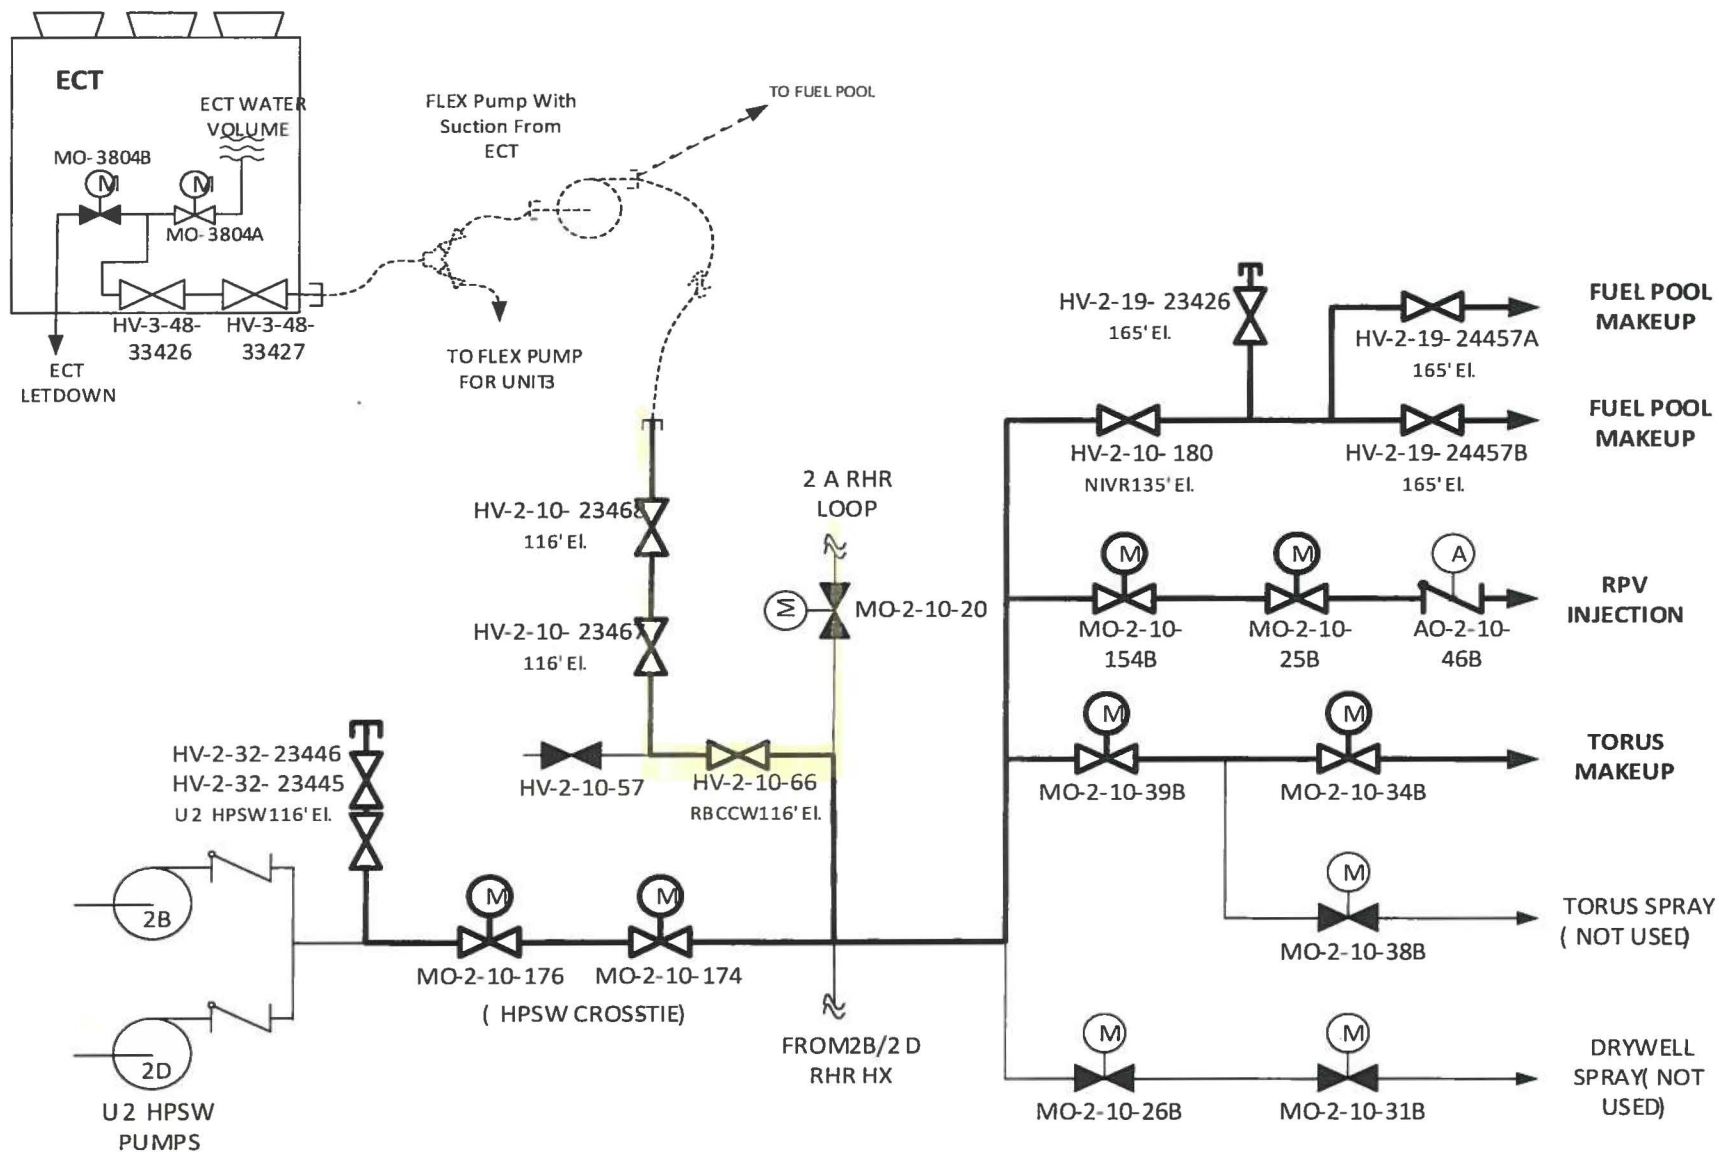 ECT
ECT WATER
VOLUME
MO-3804B
M
M
MO-3804A
HV-3-48-
33426
HV-3-48-
33427
ECT
LETDOWN
FLEX Pump With
Suction From
ECT
TO FUEL POOL
TO FLEX PUMP
FOR UNIT3
HV-2-10- 23468
116' El.
HV-2-10- 23467
116' El.
2 A RHR
LOOP
M
MO-2-10-20
HV-2-10-57
HV-2-10-66
RBCCW116' El.
HV-2-32-23446
HV-2-32- 23445
U2 HPSW116' El.
2B
2D
U2 HPSW
PUMPS
M
M
MO-2-10-176
MO-2-10-174
( HPSW CROSSTIE)
FROM2B/2 D
RHR HX
HV-2-19- 23426
165' El.
HV-2-19- 24457A
165' El.
FUEL POOL
MAKEUP
HV-2-10- 180
NIVR135' El.
HV-2-19- 24457B
165' El.
FUEL POOL
MAKEUP
M
M
A
MO-2-10-
154B
MO-2-10-
25B
AO-2-10-
46B
RPV
INJECTION
M
M
MO-2-10-39B
MO-2-10-34B
TORUS
MAKEUP
M
MO-2-10-38B
TORUS SPRAY
( NOT USED)
M
M
MO-2-10-26B
MO-2-10-31B
DRYWELL
SPRAY( NOT
USED)